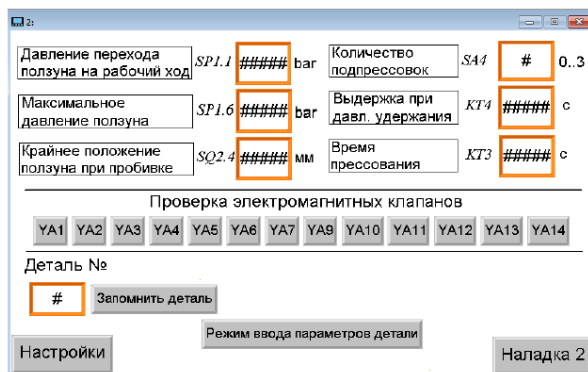 2:
Давление перехода
ползуна на рабочий ход
SP1.1
#####
bar
Количество
подпрессовок
SA4
#
0..3
Максимальное
давление ползуна
SP1.6
#####
bar
Выдержка при
давл. удержания
KT4
#####
с
Крайнее положение
ползуна при пробивке
SQ2.4
#####
мм
Время
прессования
KT3
#####
с
Проверка электромагнитных клапанов
YA1 YA2 YA3 YA4 YA5 YA6 YA7 YA9 YA10 YA11 YA12 YA13 YA14
Деталь №
#
Запомнить деталь
Режим ввода параметров детали
Настройки
Наладка 2